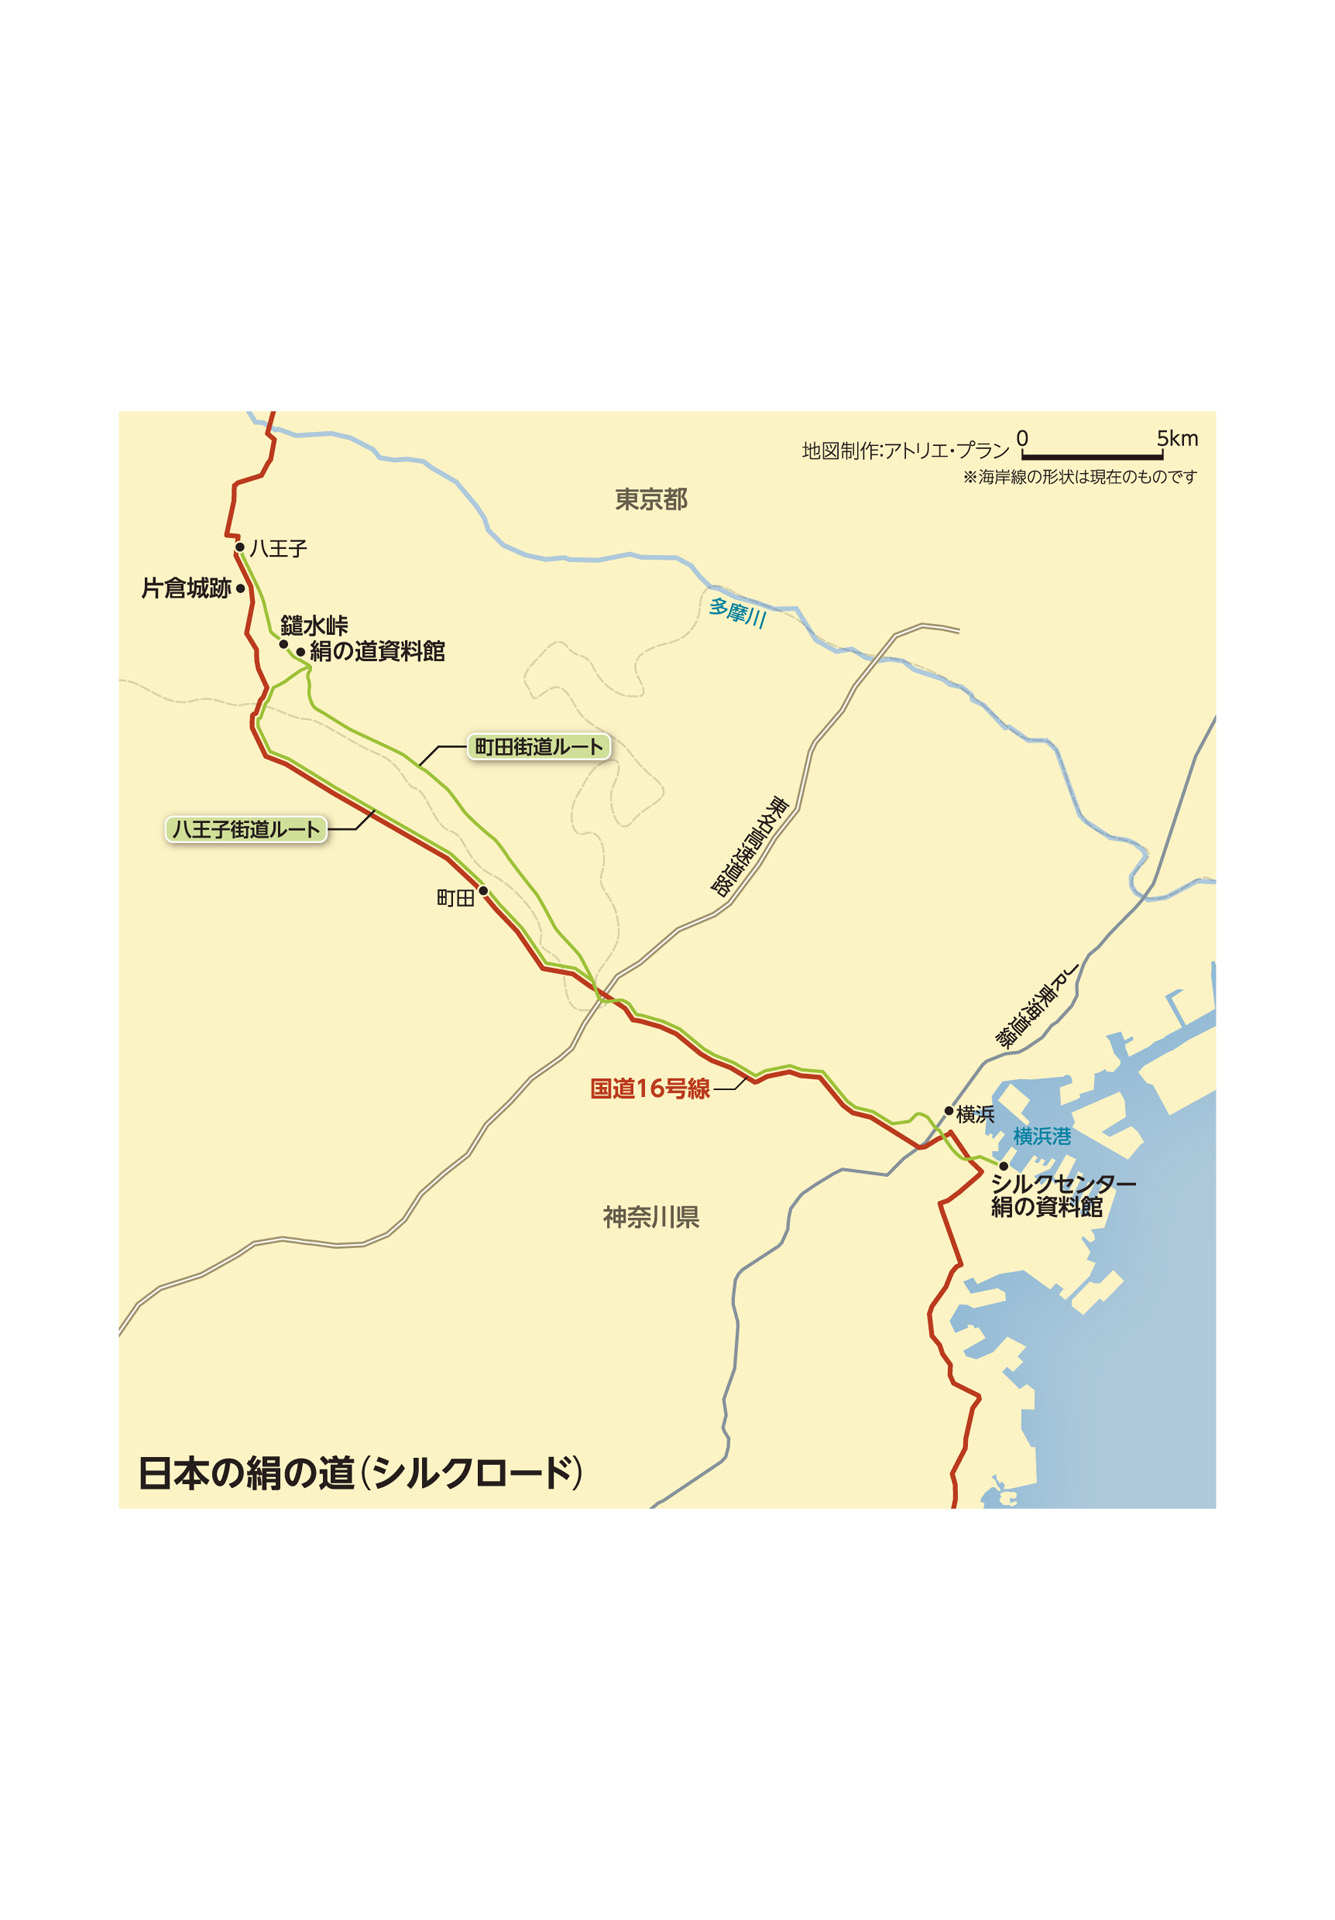 地図制作:アトリエ・プラン
0 5km
※海岸線の形状は現在のものです
東京都
八王子
片倉城跡
鑓水峠
絹の道資料館
多摩川
町田街道ルート
八王子街道ルート
東名高速道路
町田
JR東海道線
国道16号線
横浜
横浜港
シルクセンター
絹の資料館
神奈川県
日本の絹の道(シルクロード)